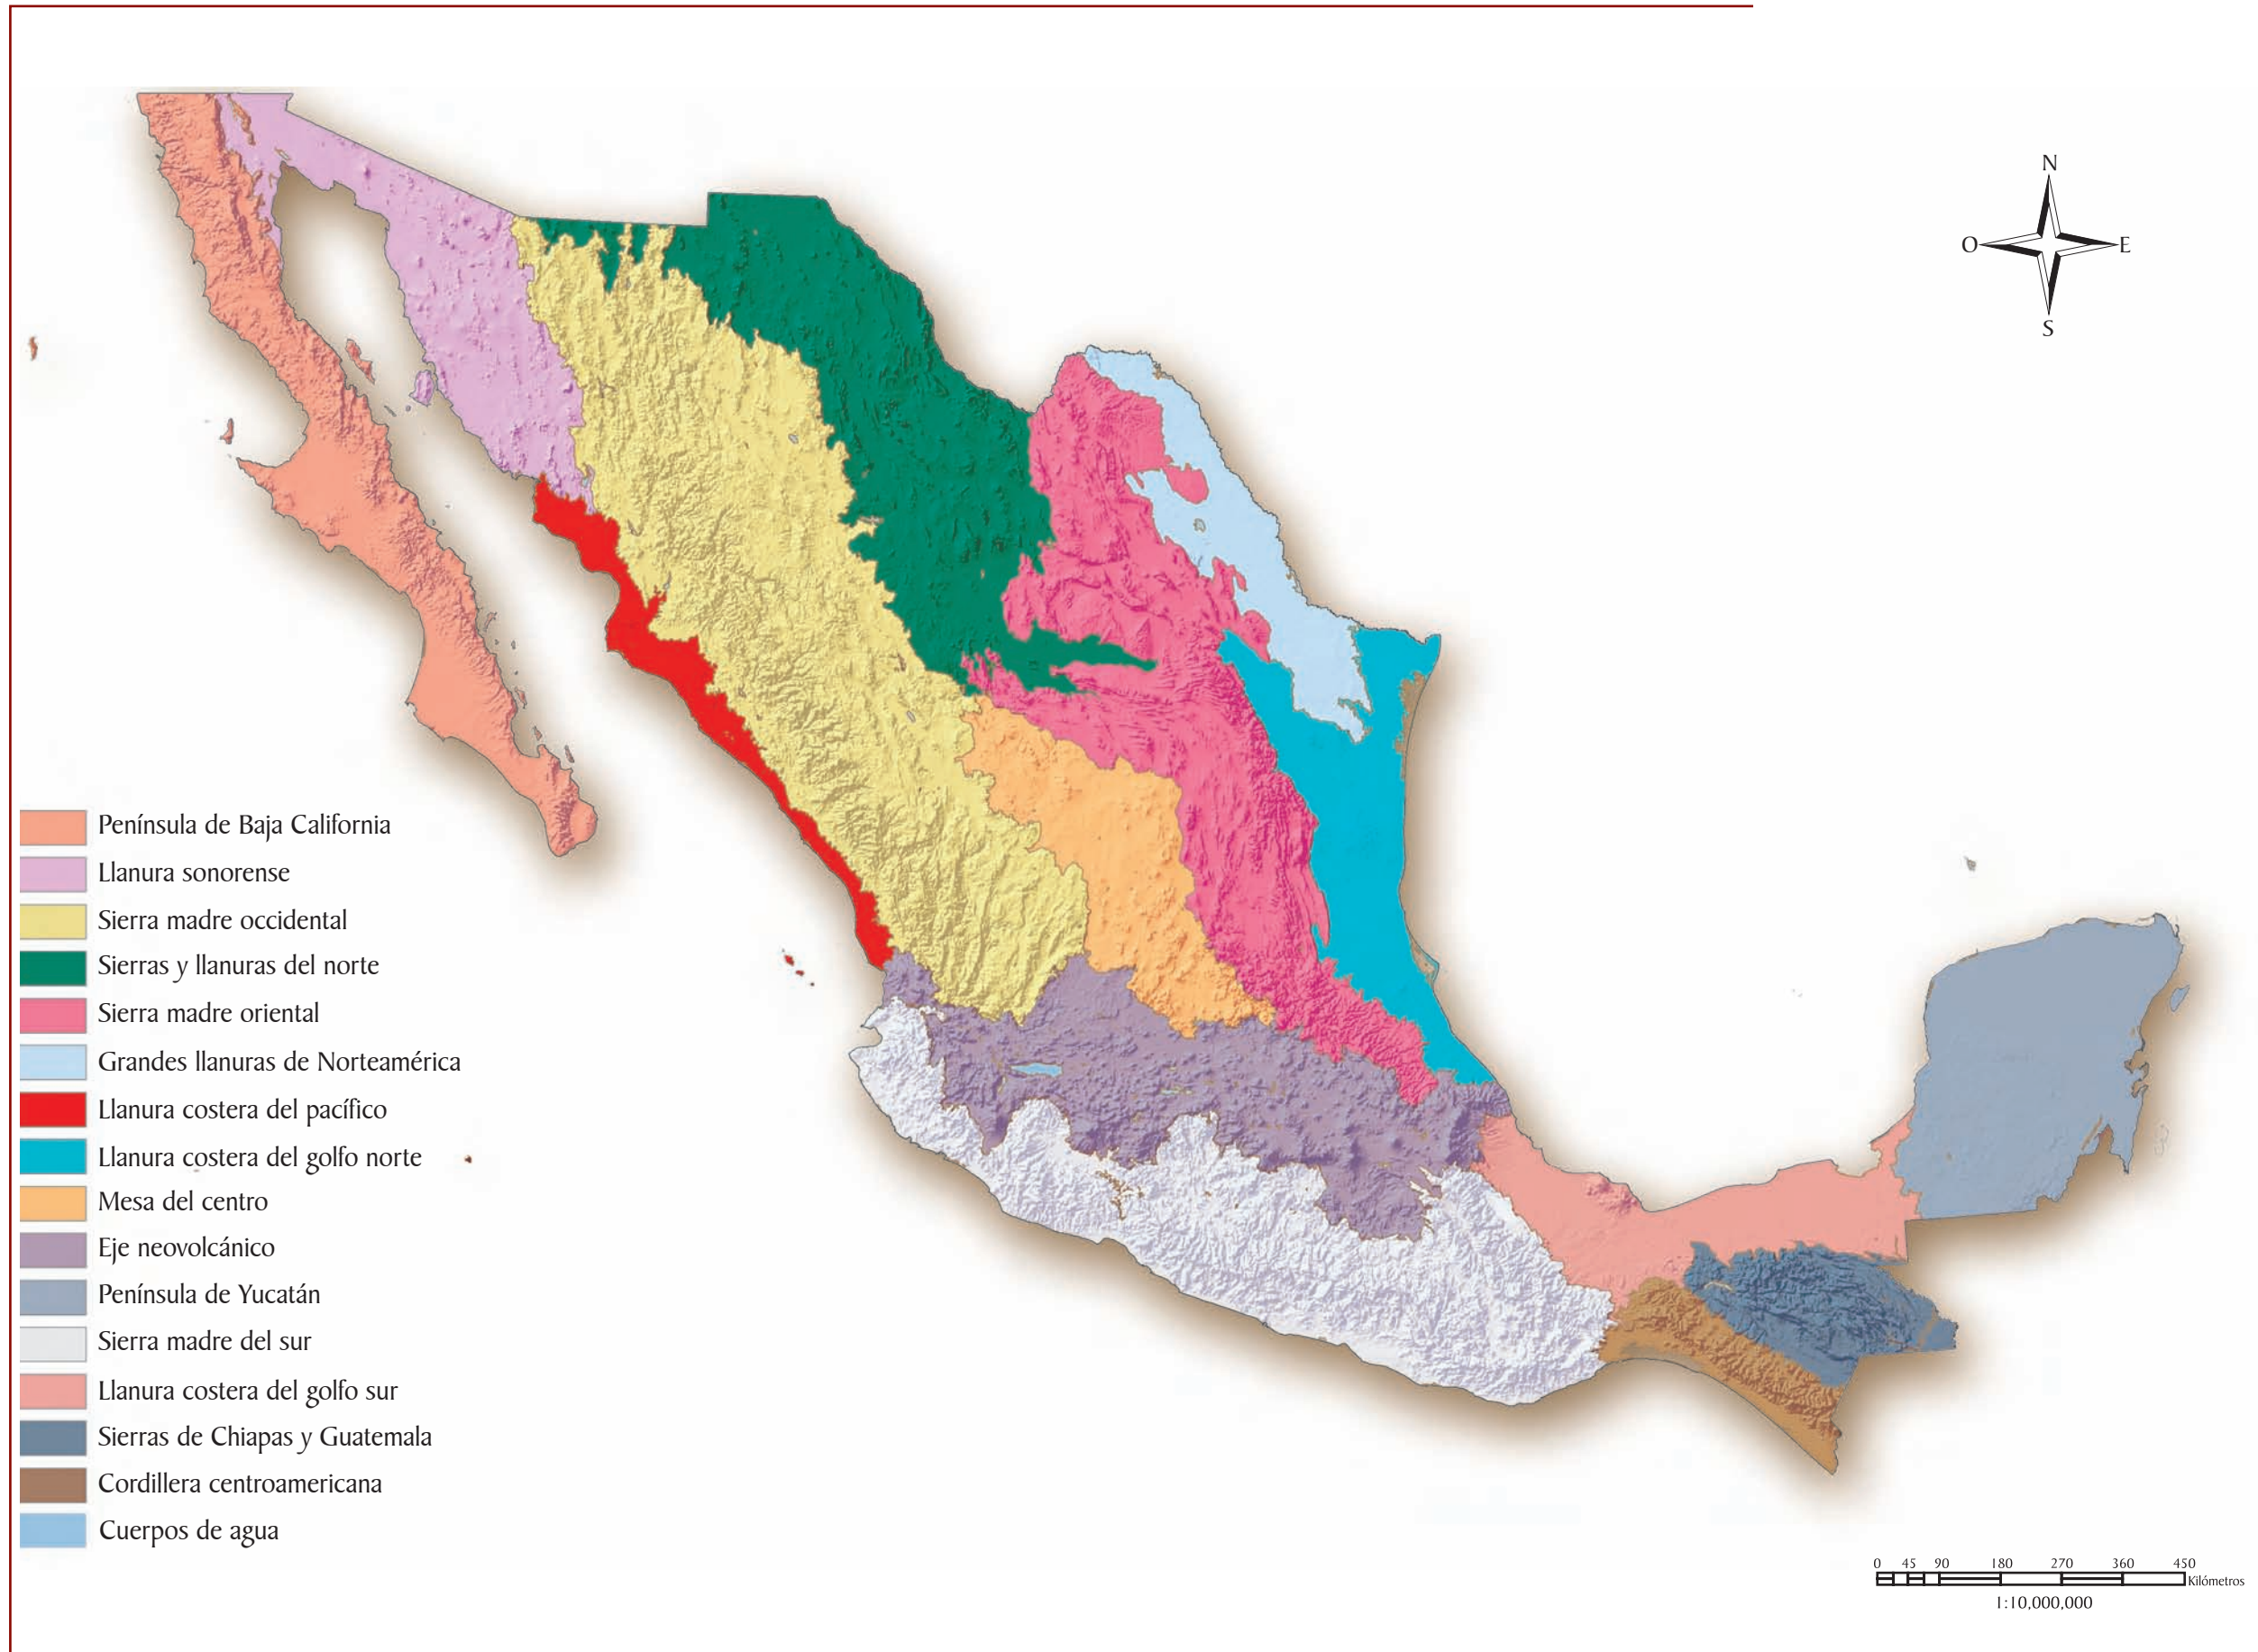 N
O E
S
Península de Baja California
Llanura sonorense
Sierra madre occidental
Sierras y llanuras del norte
Sierra madre oriental
Grandes llanuras de Norteamérica
Llanura costera del pacífico
Llanura costera del golfo norte
Mesa del centro
Eje neovolcánico
Península de Yucatán
Sierra madre del sur
Llanura costera del golfo sur
Sierras de Chiapas y Guatemala
Cordillera centroamericana
Cuerpos de agua
0 45 90 180 270 360 450
Kilómetros
1:10,000,000